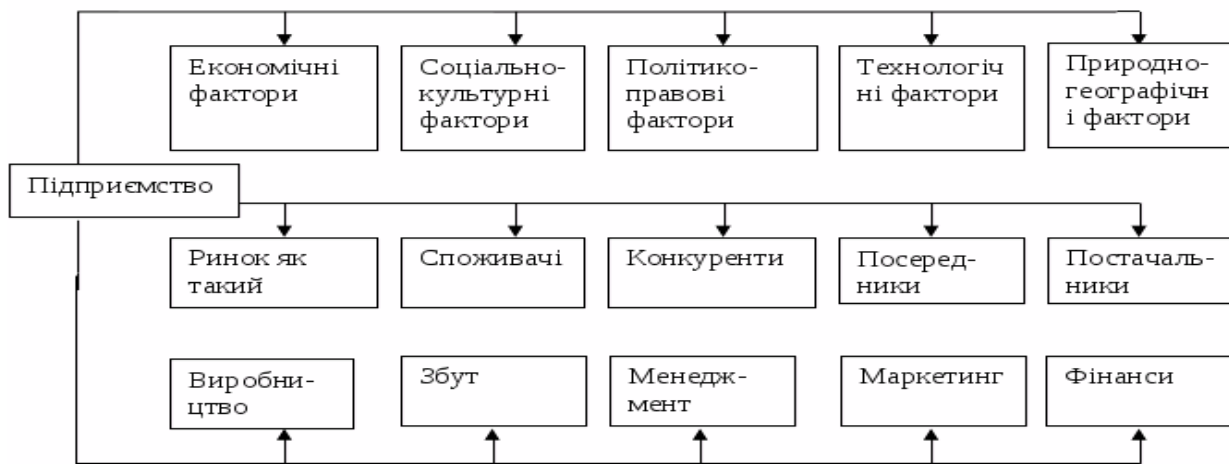 Економічні
фактори
Соціально-
культурні
фактори
Політико-
правові
фактори
Технологіч
ні фактори
Природно-
географічн
і фактори
Підприємство
Ринок як
такий
Споживачі
Конкуренти
Посеред-
ники
Постачаль-
ники
Виробни-
цтво
Збут
Менедж-
мент
Маркетинг
Фінанси